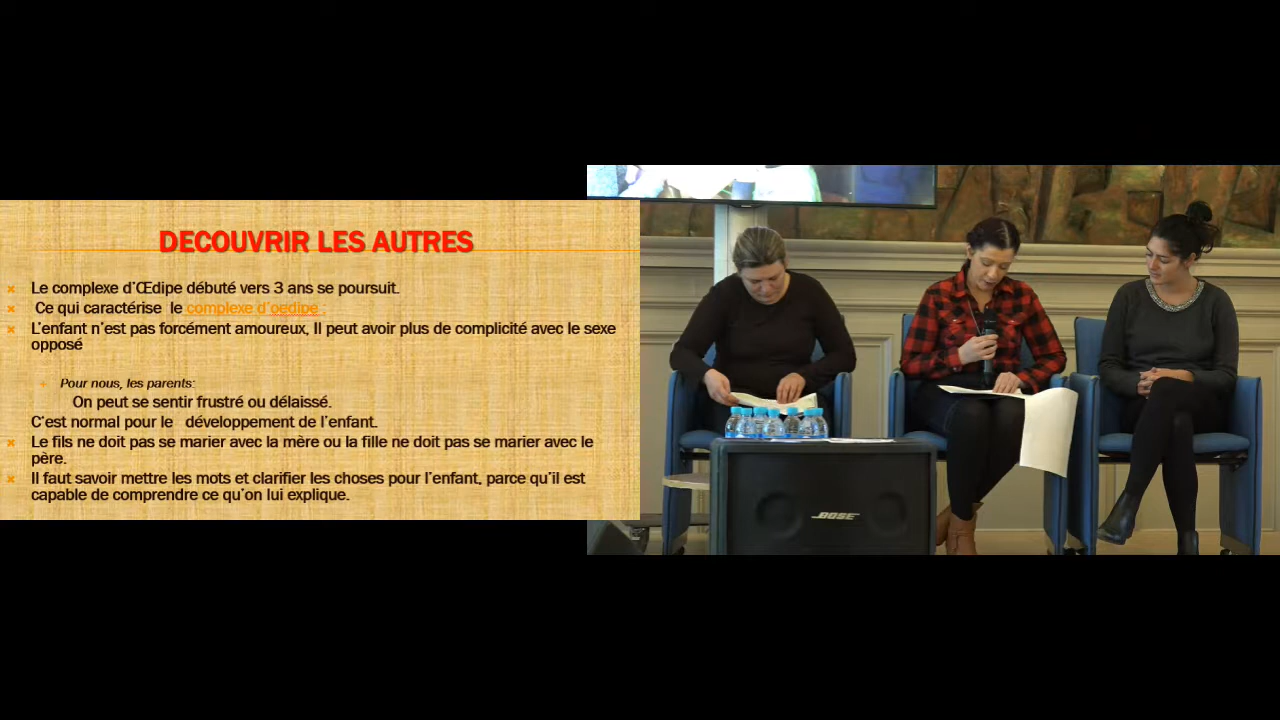 DECOUVRIR LES AUTRES
Le complexe d'Œdipe débuté vers 3 ans se poursuit.
Ce qui caractérise le complexe d'oedipe :
L'enfant n'est pas forcément amoureux, Il peut avoir plus de complicité avec le sexe
opposé
Pour nous, les parents:
On peut se sentir frustré ou délaissé.
C'est normal pour le développement de l'enfant.
Le fils ne doit pas se marier avec la mère ou la fille ne doit pas se marier avec le
père.
Il faut savoir mettre les mots et clarifier les choses pour l'enfant, parce qu'il est
capable de comprendre ce qu'on lui explique.
BOSE